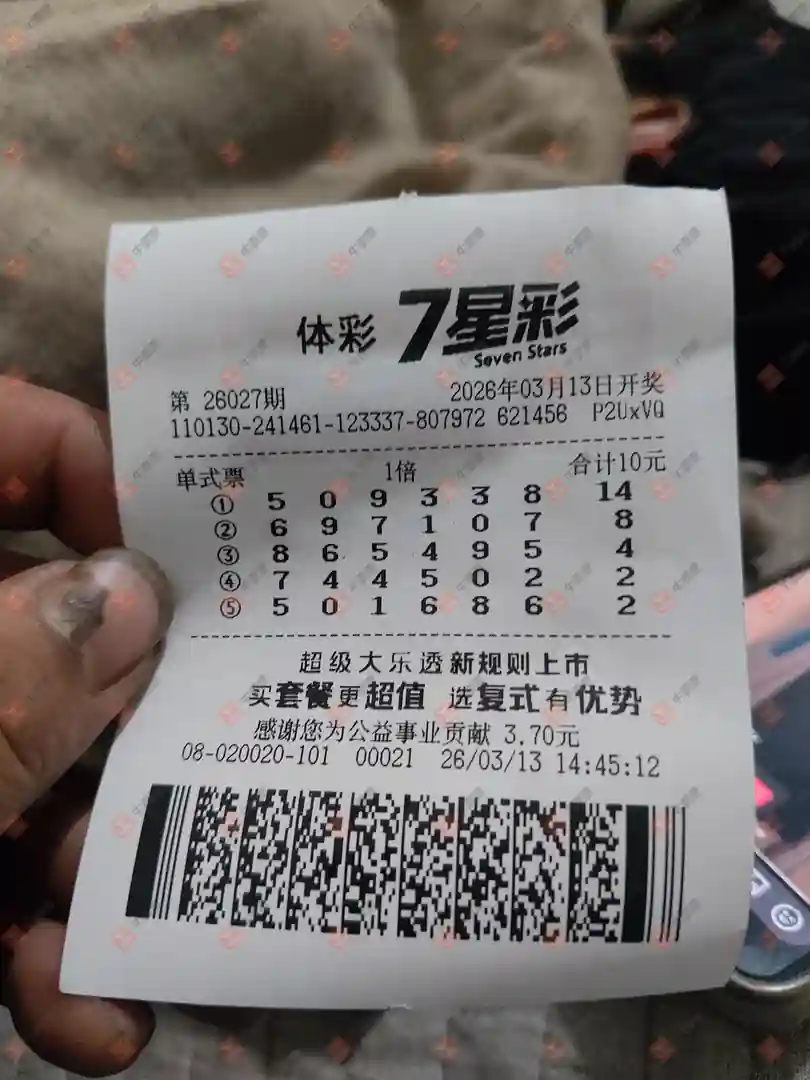 体彩 7星彩
Seven Stars
第 26027期 2026年03月13日开奖
110130-241461-123337-807972 621456 P2UxVQ
单式票 1倍 合计10元
① 5 0 9 3 3 8 14
② 6 9 7 1 0 7 8
③ 8 6 5 4 9 5 4
④ 7 4 4 5 0 2 2
⑤ 5 0 1 6 8 6 2
超级大乐透新规则上市
买套餐更超值 选复式有优势
感谢您为公益事业贡献 3.70元
08-020020-101 00021 26/03/13 14:45:12